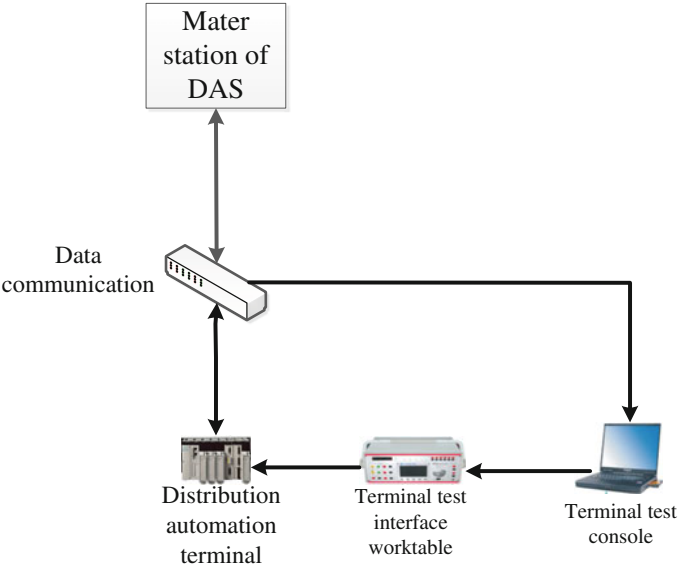 Mater
station of
DAS
Data
communication
Distribution
automation
terminal
Terminal test
interface
worktable
Terminal test
console